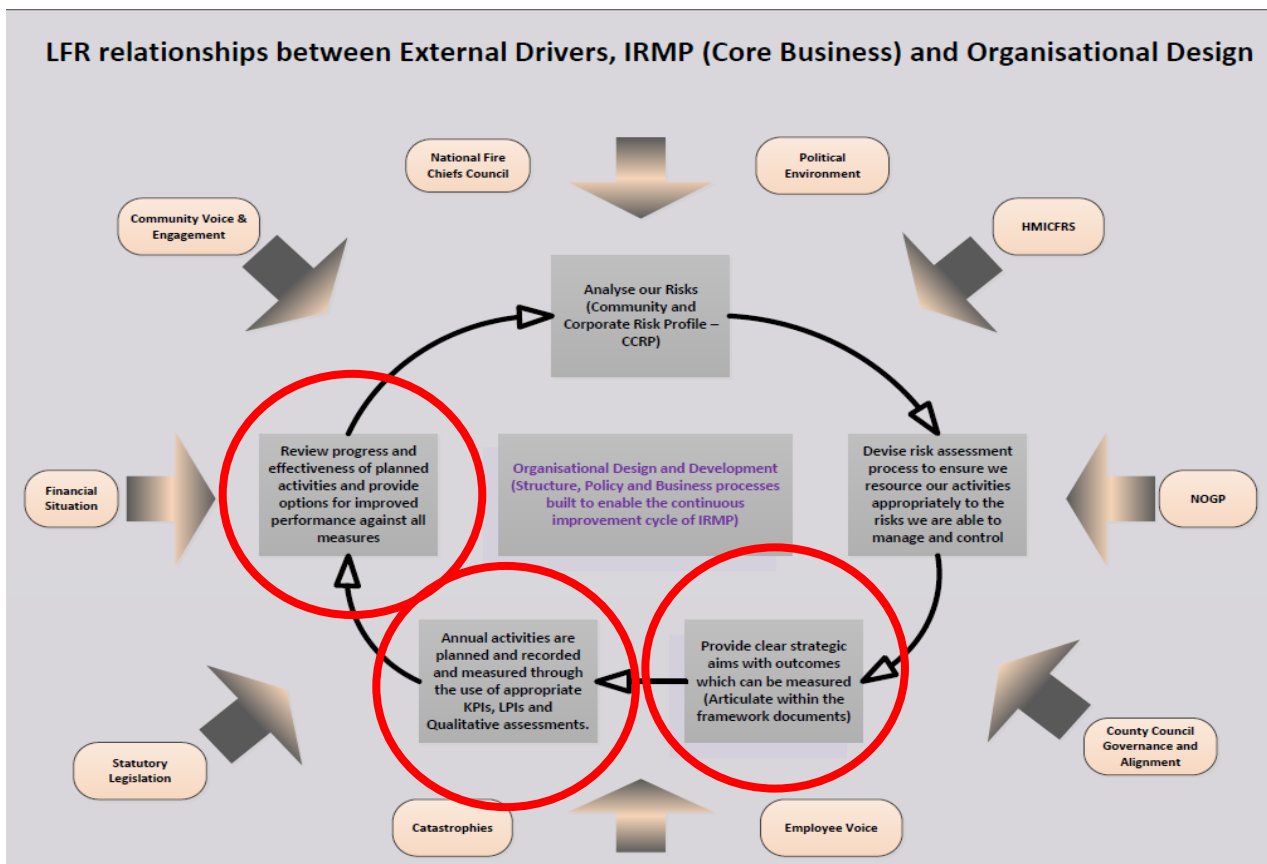 LFR relationships between External Drivers, IRMP (Core Business) and Organisational Design
National Fire
Chiefs Council
Political
Environment
Community Voice &
Engagement
HMICFRS
Analyse our Risks
(Community and
Corporate Risk Profile –
CCRP)
Review progress and
effectiveness of planned
activities and provide
options for improved
performance against all
measures
Organisational Design and Development
(Structure, Policy and Business processes
built to enable the continuous
improvement cycle of IRMP)
Devise risk assessment
process to ensure we
resource our activities
appropriately to the
risks we are able to
manage and control
Financial
Situation
NOGP
Annual activities are
planned and recorded
and measured through
the use of appropriate
KPIs, LPIs and
Qualitative assessments.
Provide clear strategic
aims with outcomes
which can be measured
(Articulate within the
framework documents)
Statutory
Legislation
County Council
Governance and
Alignment
Catastrophies
Employee Voice